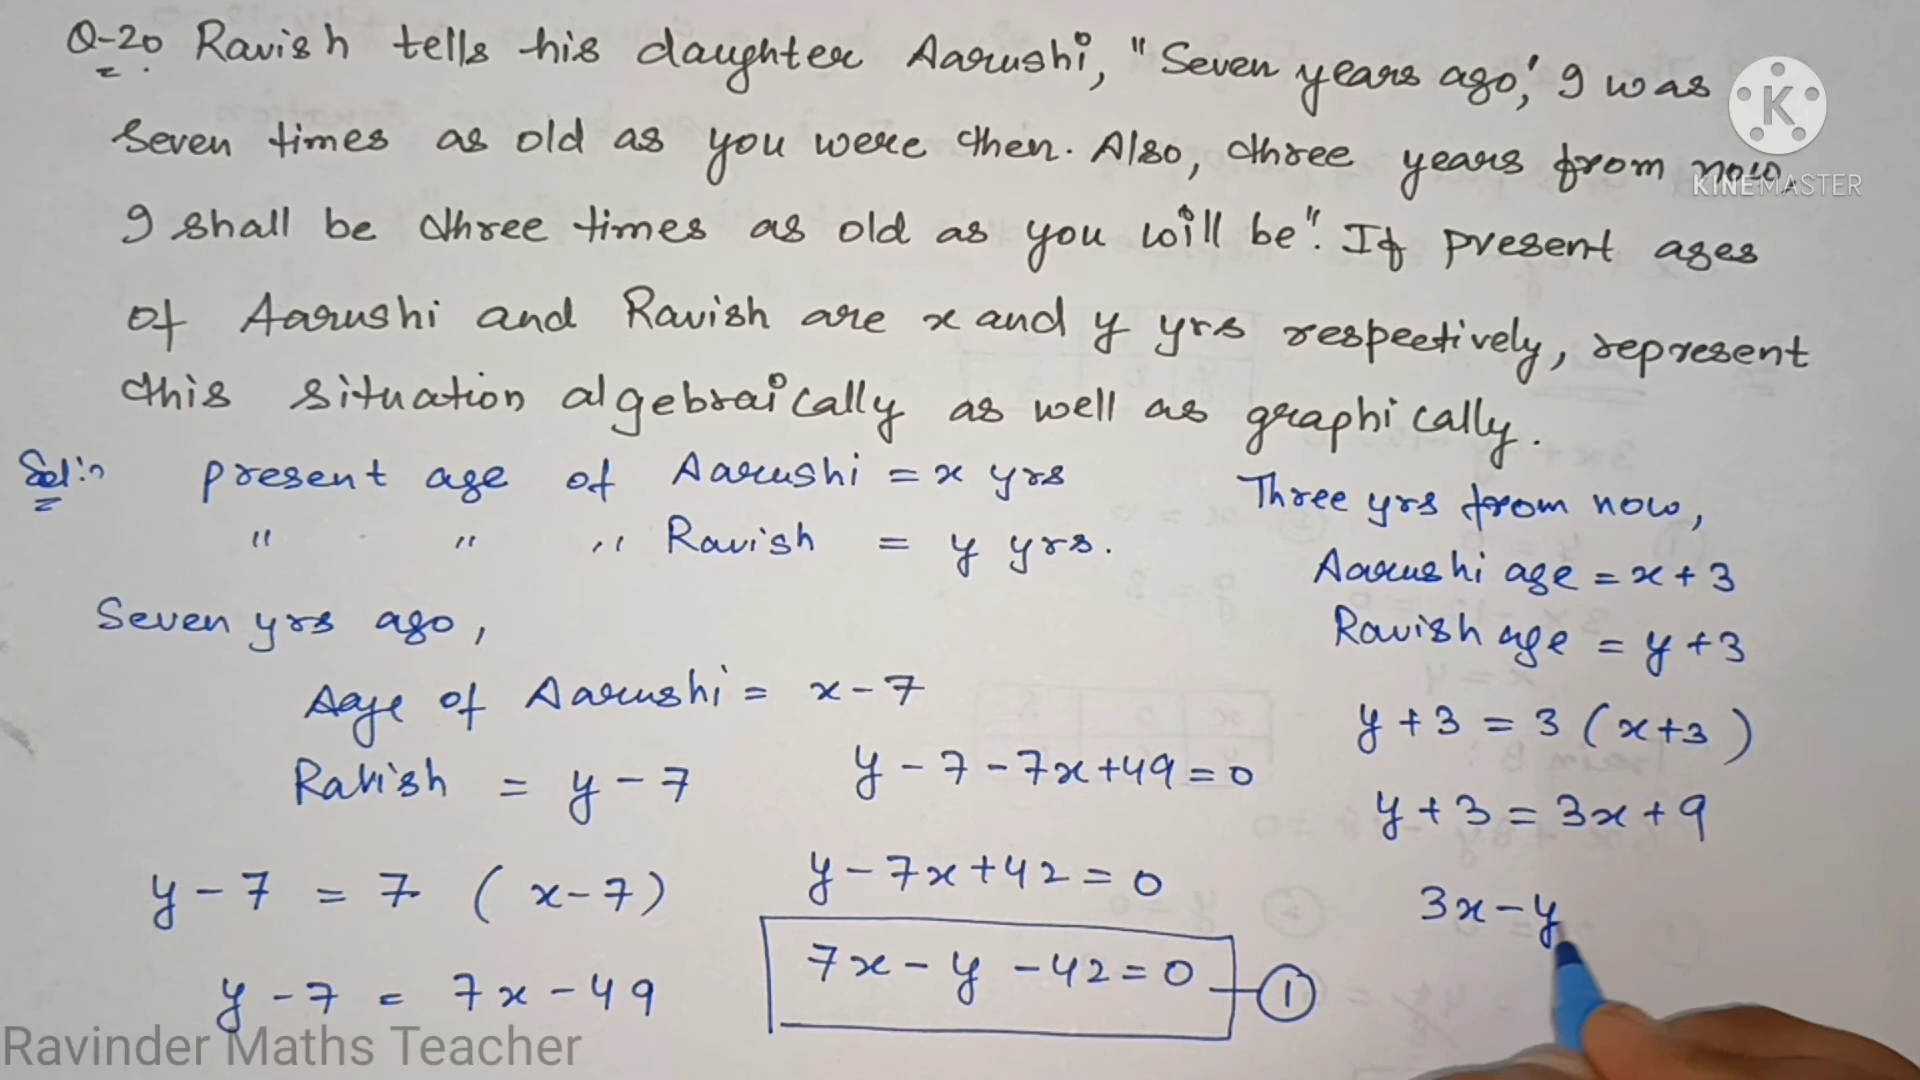 Q-20 Ravish tells his daughter Aarushi, "Seven years ago', I was
seven times as old as you were then. Also, three years from now,
I shall be three times as old as you will be". If present ages
of Aarushi and Ravish are x and y yrs respectively, represent
this situation algebraically as well as graphically.
Sol:n present age of Aarushi = x yrs
" " " Ravish = y yrs.
Seven yrs ago,
Age of Aarushi = x - 7
Ravish = y - 7
y - 7 = 7 (x - 7)
y - 7 = 7x - 49
y - 7 - 7x + 49 = 0
y - 7x + 42 = 0
7x - y - 42 = 0 - 1
Three yrs from now,
Aarushi age = x + 3
Ravish age = y + 3
y + 3 = 3 (x+3)
y + 3 = 3x + 9
3x - y
K
KINEMASTER
Ravinder Maths Teacher